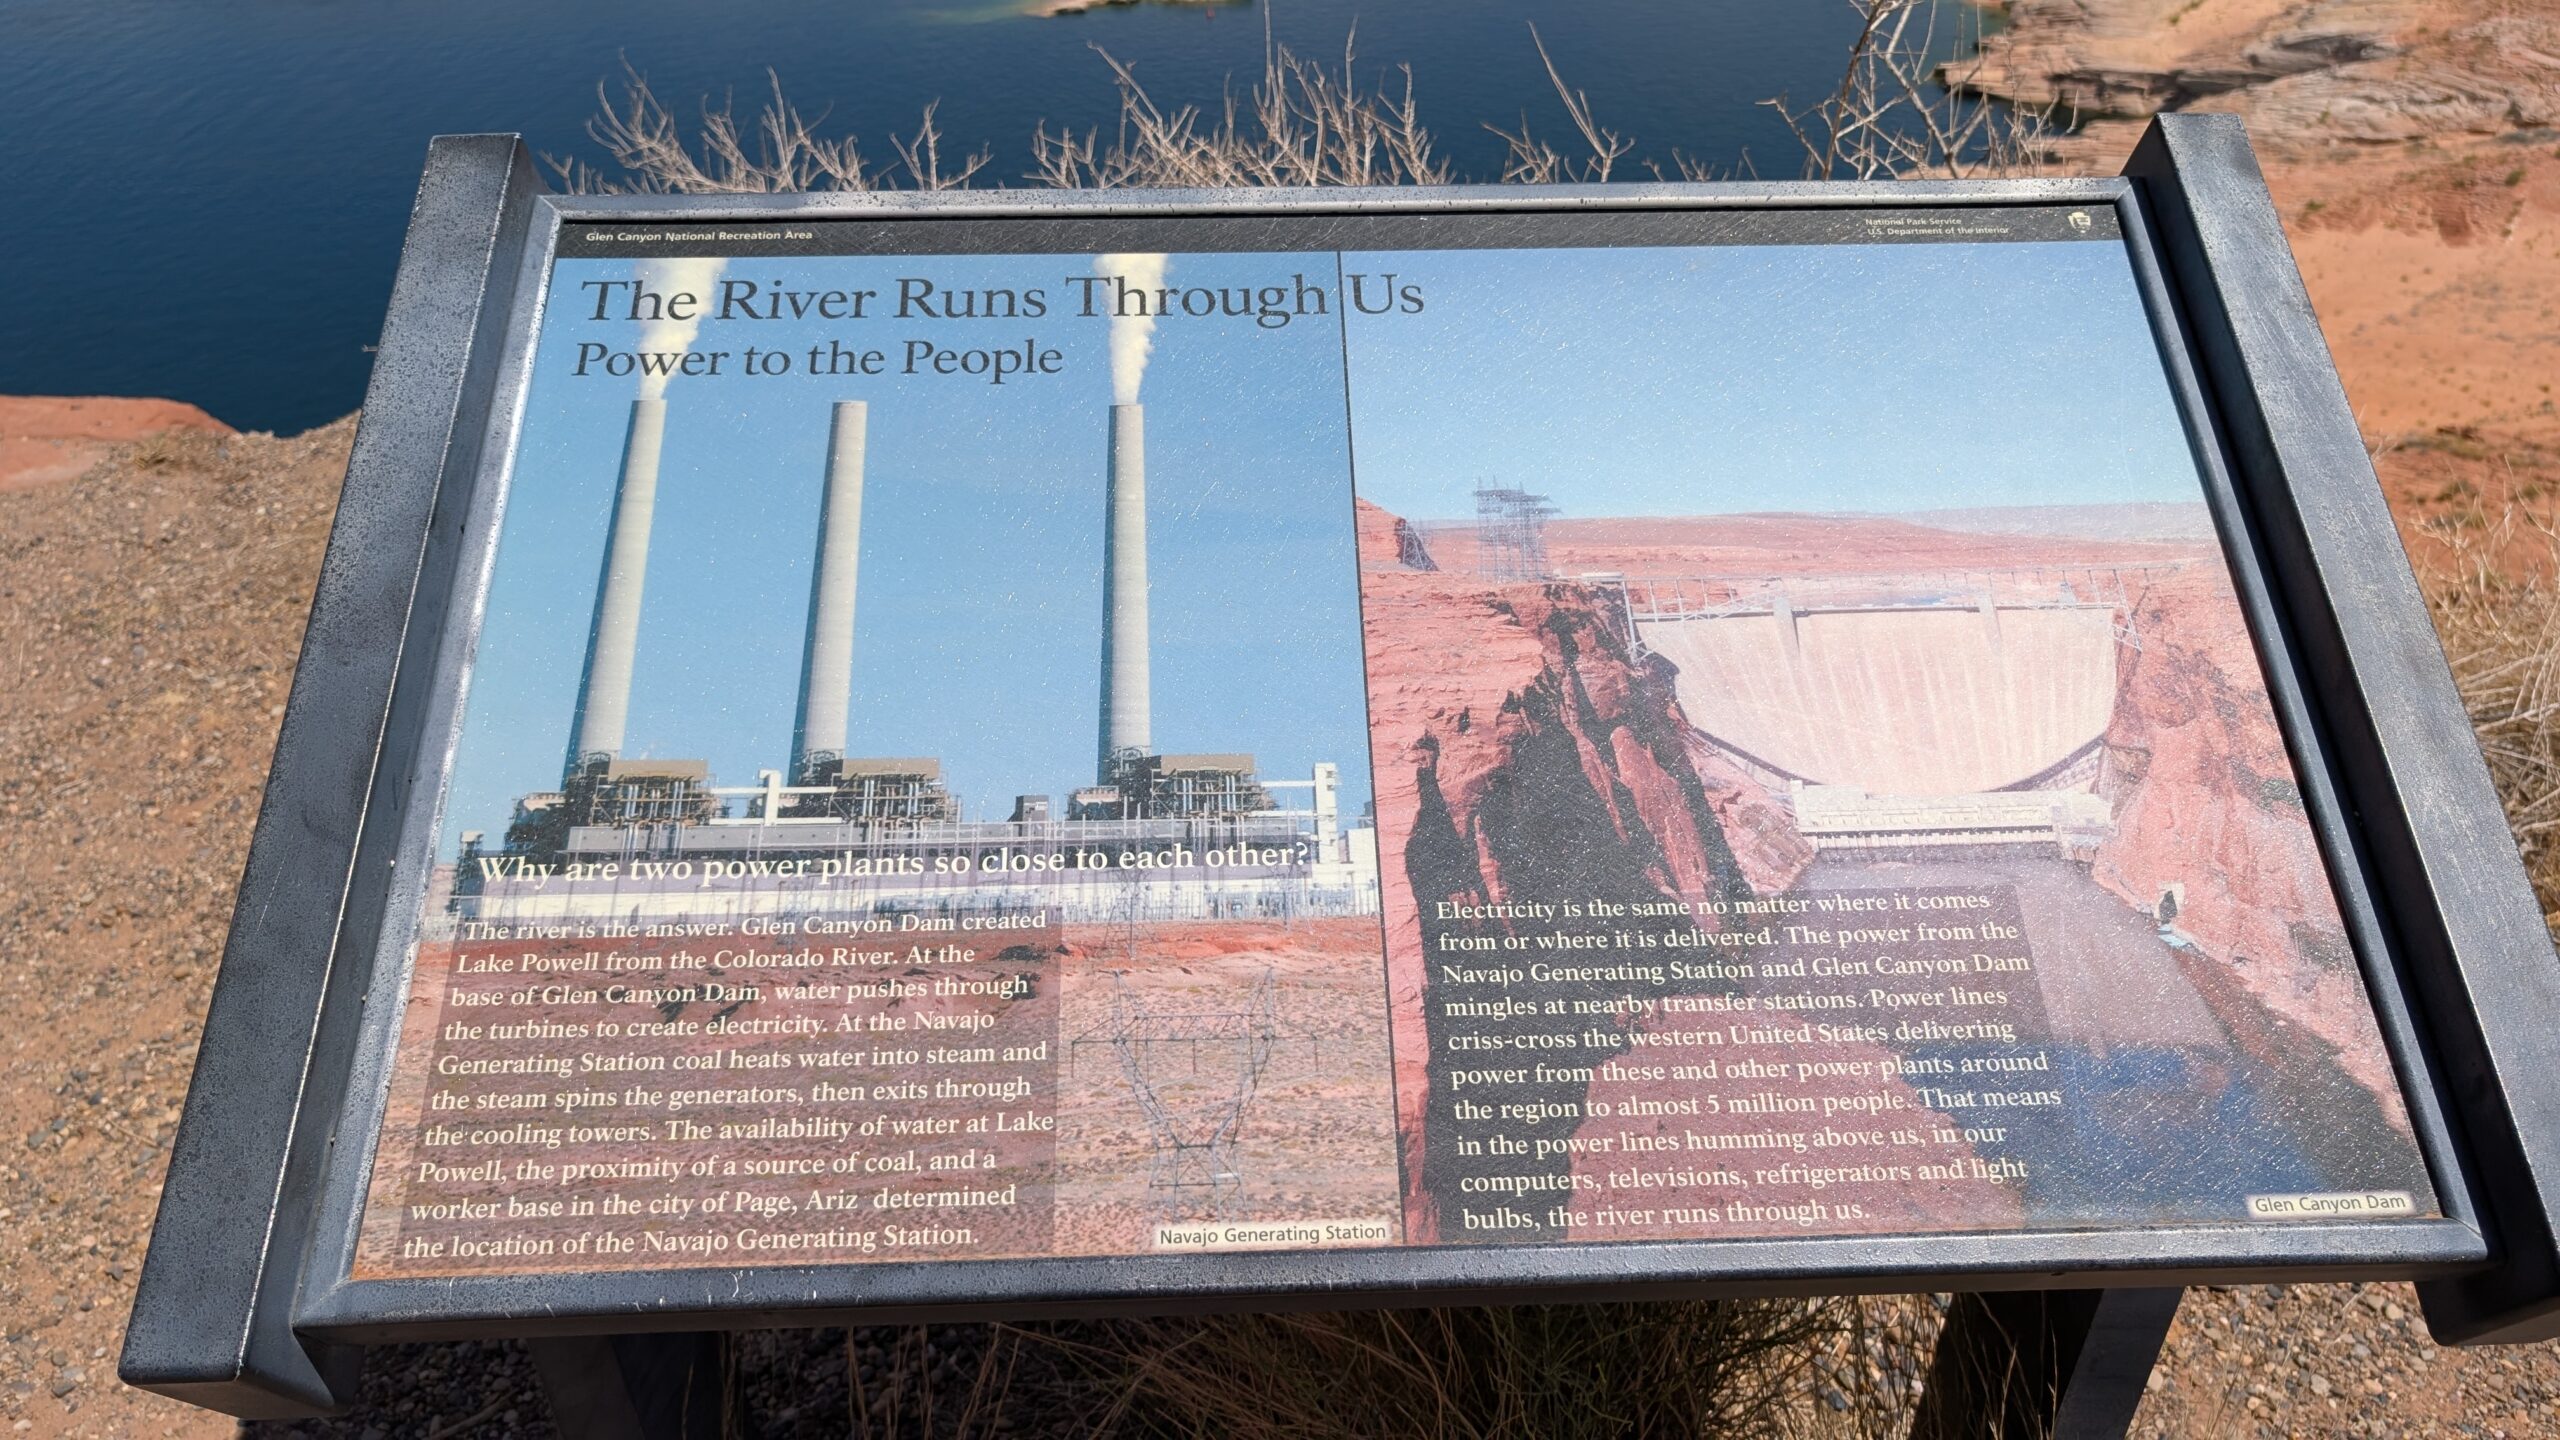 Glen Canyon National Recreation Area
National Park Service
U.S. Department of the Interior
The River Runs Through Us
Power to the People
Why are two power plants so close to each other?
The river is the answer. Glen Canyon Dam created
Lake Powell from the Colorado River. At the
base of Glen Canyon Dam, water pushes through
the turbines to create electricity. At the Navajo
Generating Station coal heats water into steam and
the steam spins the generators, then exits through
the cooling towers. The availability of water at Lake
Powell, the proximity of a source of coal, and a
worker base in the city of Page, Ariz determined
the location of the Navajo Generating Station.
Navajo Generating Station
Electricity is the same no matter where it comes
from or where it is delivered. The power from the
Navajo Generating Station and Glen Canyon Dam
mingles at nearby transfer stations. Power lines
criss-cross the western United States delivering
power from these and other power plants around
the region to almost 5 million people. That means
in the power lines humming above us, in our
computers, televisions, refrigerators and light
bulbs, the river runs through us.
Glen Canyon Dam